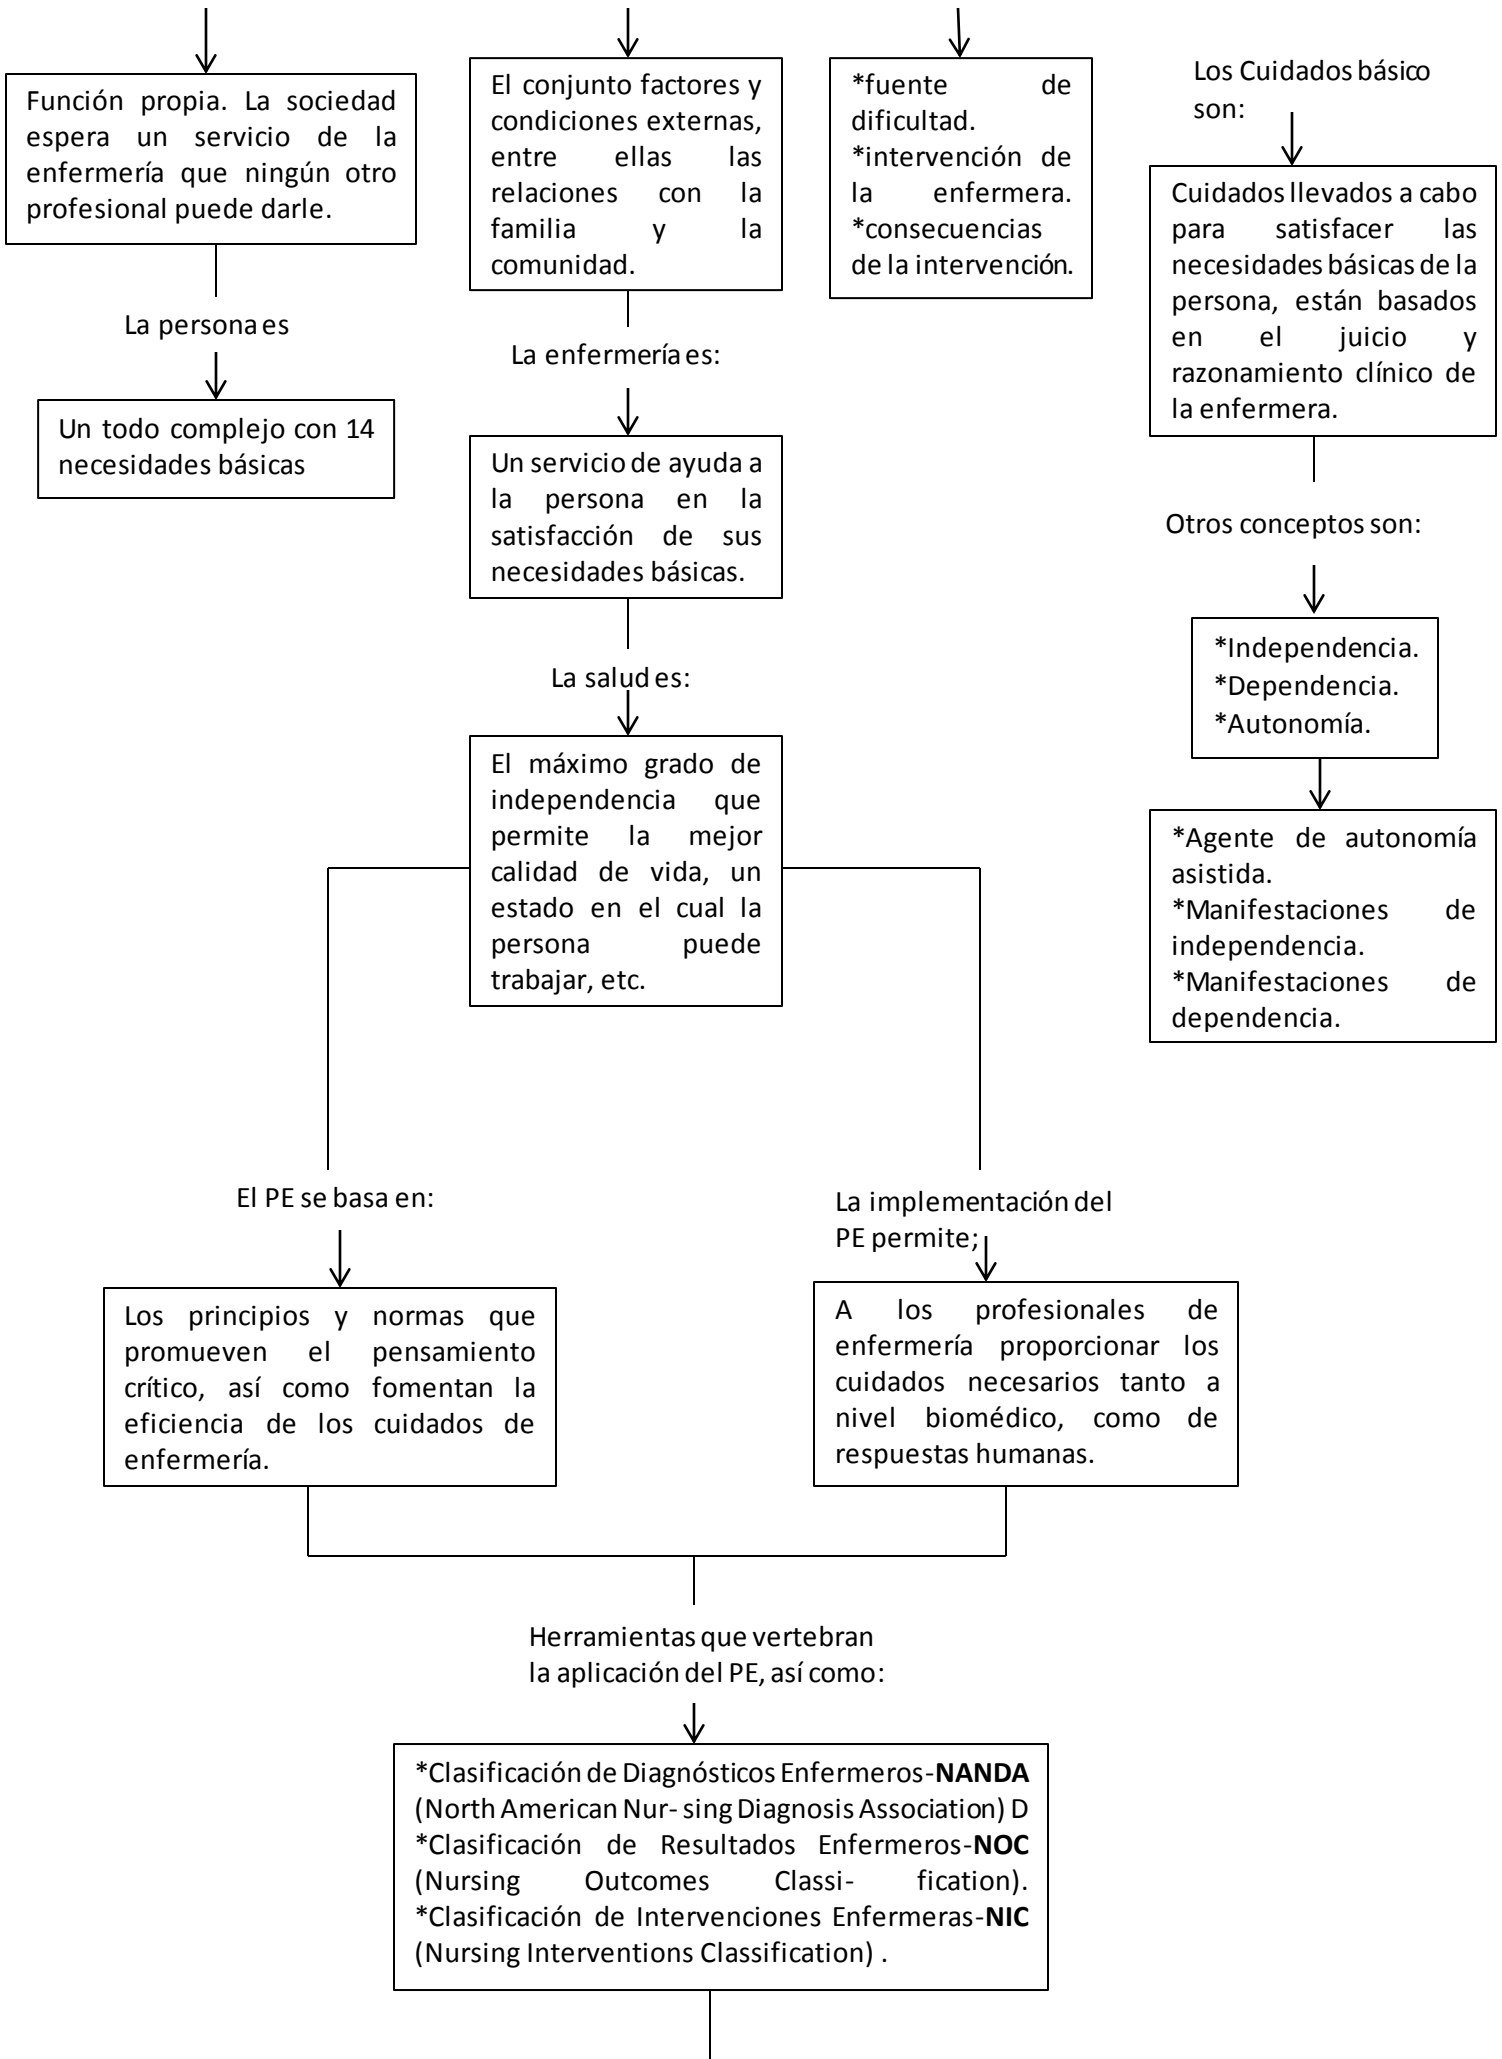 Función propia. La sociedad
espera un servicio de la
enfermería que ningún otro
profesional puede darle.
La persona es
Un todo complejo con 14
necesidades básicas
El conjunto factores y
condiciones externas,
entre ellas las
relaciones con la
familia y la
comunidad.
La enfermería es:
Un servicio de ayuda a
la persona en la
satisfacción de sus
necesidades básicas.
La salud es:
El máximo grado de
independencia que
permite la mejor
calidad de vida, un
estado en el cual la
persona puede
trabajar, etc.
*fuente de
dificultad.
*intervención de
la enfermera.
*consecuencias
de la intervención.
Los Cuidados básico
son:
Cuidados llevados a cabo
para satisfacer las
necesidades básicas de la
persona, están basados
en el juicio y
razonamiento clínico de
la enfermera.
Otros conceptos son:
*Independencia.
*Dependencia.
*Autonomía.
*Agente de autonomía
asistida.
*Manifestaciones de
independencia.
*Manifestaciones de
dependencia.
El PE se basa en:
Los principios y normas que
promueven el pensamiento
crítico, así como fomentan la
eficiencia de los cuidados de
enfermería.
La implementación del
PE permite;
A los profesionales de
enfermería proporcionar los
cuidados necesarios tanto a
nivel biomédico, como de
respuestas humanas.
Herramientas que vertebran
la aplicación del PE, así como:
*Clasificación de Diagnósticos Enfermeros-NANDA
(North American Nur- sing Diagnosis Association) D
*Clasificación de Resultados Enfermeros-NOC
(Nursing Outcomes Classi- fication).
*Clasificación de Intervenciones Enfermeras-NIC
(Nursing Interventions Classification) .